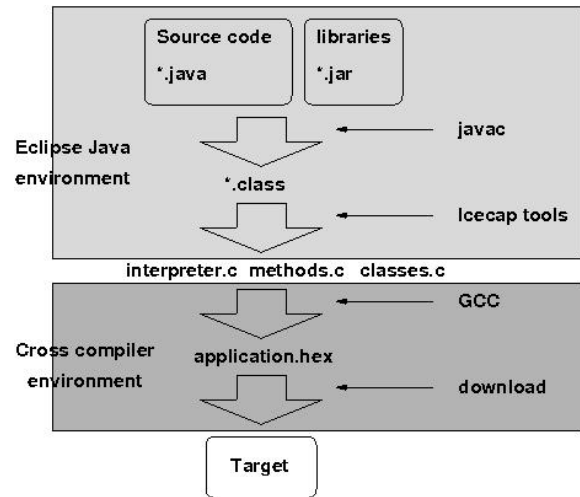 Source code
*.java
libraries
*.jar
javac
Eclipse Java
environment
*.class
Icecap tools
interpreter.c methods.c classes.c
GCC
Cross compiler
environment
application.hex
download
Target